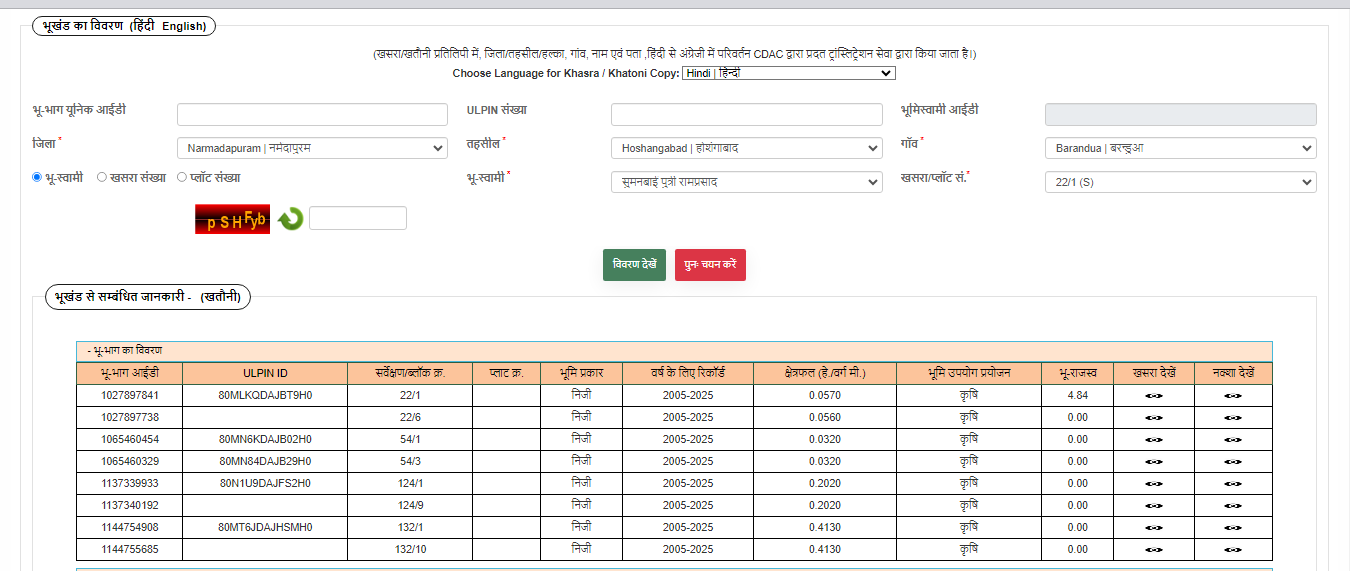 भूखंड का विवरण (हिंदी English)
(खसरा/खतौनी प्रतिलिपी में, जिला/तहसील/हल्का, गांव, नाम एवं पता ,हिंदी से अंग्रेजी में परिवर्तन CDAC द्वारा प्रदत ट्रांस्लिट्रेशन सेवा द्वारा किया जाता है।)
Choose Language for Khasra / Khatoni Copy: Hindi | हिन्दी
भू-भाग यूनिक आईडी ULPIN संख्या भूमिस्वामी आईडी
जिला * Narmadapuram | नर्मदापुरम तहसील * Hoshangabad | होशंगाबाद गाँव * Barandua | बरन्डुआ
भू-स्वामी खसरा संख्या प्लॉट संख्या भू-स्वामी * सुमनबाई पुत्री रामप्रसाद खसरा/प्लॉट सं.* 22/1 (S)
pSHFyb
विवरण देखें पुनः चयन करें
भूखंड से सम्बंधित जानकारी - (खतौनी)
- भू-भाग का विवरण
भू-भाग आईडी ULPIN ID सर्वेक्षण/ब्लॉक क्र. प्लाट क्र. भूमि प्रकार वर्ष के लिए रिकॉर्ड क्षेत्रफल (हे./वर्ग मी.) भूमि उपयोग प्रयोजन भू-राजस्व खसरा देखें नक्शा देखें
1027897841 80MLKQDAJBT9H0 22/1 निजी 2005-2025 0.0570 कृषि 4.84
1027897738 22/6 निजी 2005-2025 0.0560 कृषि 0.00
1065460454 80MN6KDAJB02H0 54/1 निजी 2005-2025 0.0320 कृषि 0.00
1065460329 80MN84DAJB29H0 54/3 निजी 2005-2025 0.0320 कृषि 0.00
1137339933 80N1U9DAJFS2H0 124/1 निजी 2005-2025 0.2020 कृषि 0.00
1137340192 124/9 निजी 2005-2025 0.2020 कृषि 0.00
1144754908 80MT6JDAJHSMH0 132/1 निजी 2005-2025 0.4130 कृषि 0.00
1144755685 132/10 निजी 2005-2025 0.4130 कृषि 0.00